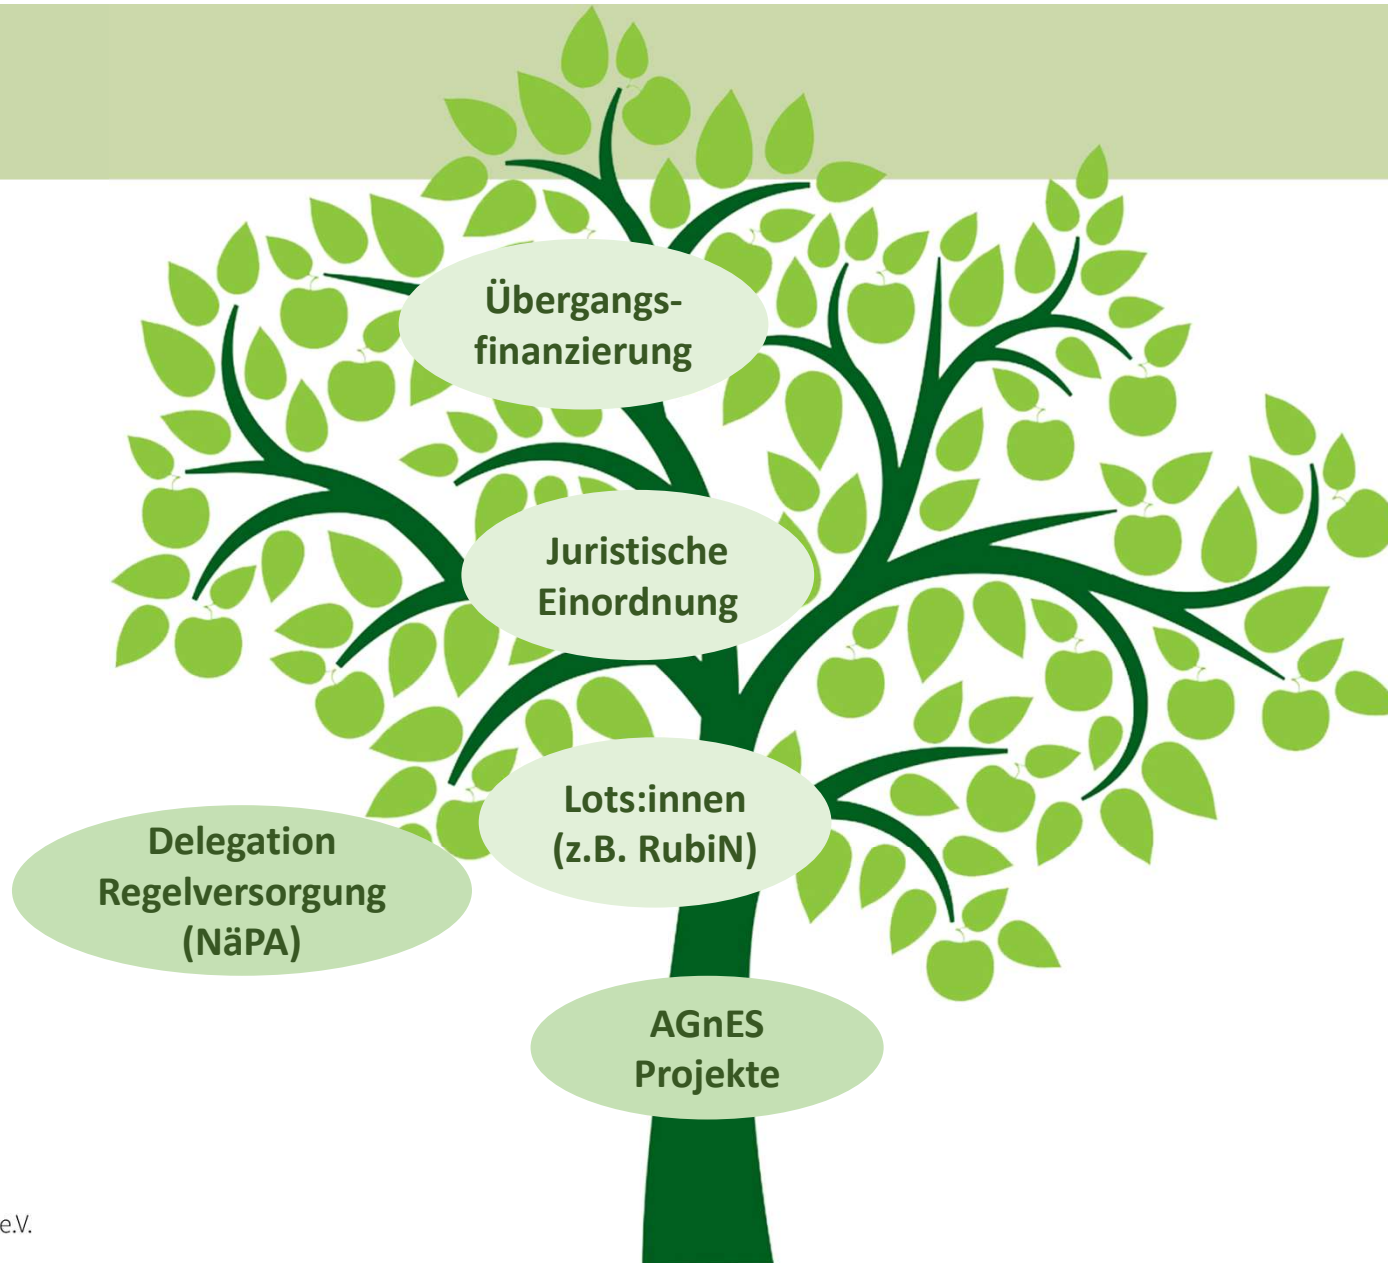 Übergangs-
finanzierung
Juristische
Einordnung
Lots:innen
(z.B. RubiN)
Delegation
Regelversorgung
(NäPA)
AGnES
Projekte
e.V.